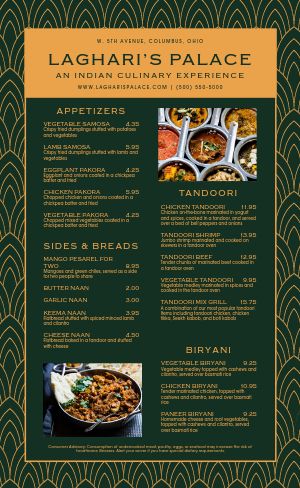 W. 5TH AVENUE, COLUMBUS, OHIO
LAGHARI'S PALACE
AN INDIAN CULINARY EXPERIENCE
WWW.LAGHARISPALACE.COM | (500) 550-5000
APPETIZERS
VEGETABLE SAMOSA 4.35
Crispy fried dumplings stuffed with potatoes
and vegetables
LAMB SAMOSA 5.95
Crispy fried dumplings stuffed with lamb and
vegetables
EGGPLANT PAKORA 4.25
Eggplant and onions coated in a chickpea
batter and fried
CHICKEN PAKORA 5.95
Chopped chicken and onions coated in a
chickpea batter and fried
VEGETABLE PAKORA 4.25
Chopped mixed vegetables coated in a
chickpea batter and fried
SIDES & BREADS
MANGO PESAREL FOR
TWO 8.95
Mangoes and green chiles, served as a side
for two people to share
BUTTER NAAN 2.00
GARLIC NAAN 3.00
KEEMA NAAN 3.95
Flatbread stuffed with spiced minced lamb
and cilantro
CHEESE NAAN 4.50
Flatbread baked in a tandoor and stuffed
with cheese
TANDOORI
CHICKEN TANDOORI 11.95
Chicken on-the-bone marinated in yogurt
and spices, cooked in a tandoor, and served
over a bed of bell peppers and onions
TANDOORI SHRIMP 13.95
Jumbo shrimp marinated and cooked on
skewers in a tandoor oven
TANDOORI BEEF 12.95
Tender chunks of marinated beef cooked in
a tandoor oven
VEGETABLE TANDOORI 9.95
Vegetable medley marinated in spices and
cooked in the tandoor oven
TANDOORI MIX GRILL 15.75
A combination of our most popular tandoori
items including tandoori chicken, chicken
tikka, Seekh kabob, and boti kabob
BIRYANI
VEGETABLE BIRYANI 9.25
Vegetable medley topped with cashews and
cilantro, served over basmati rice
CHICKEN BIRYANI 10.95
Tender marinated chicken, topped with
cashews and cilantro, served over basmati
rice
PANEER BIRYANI 9.25
Homemade cheese and root vegetables,
topped with cashews and cilantro, served
over basmati rice
Consumer Advisory: Consumption of undercooked meat, poultry, eggs, or seafood may increase the risk of
foodborne illnesses. Alert your server if you have special dietary requirements.